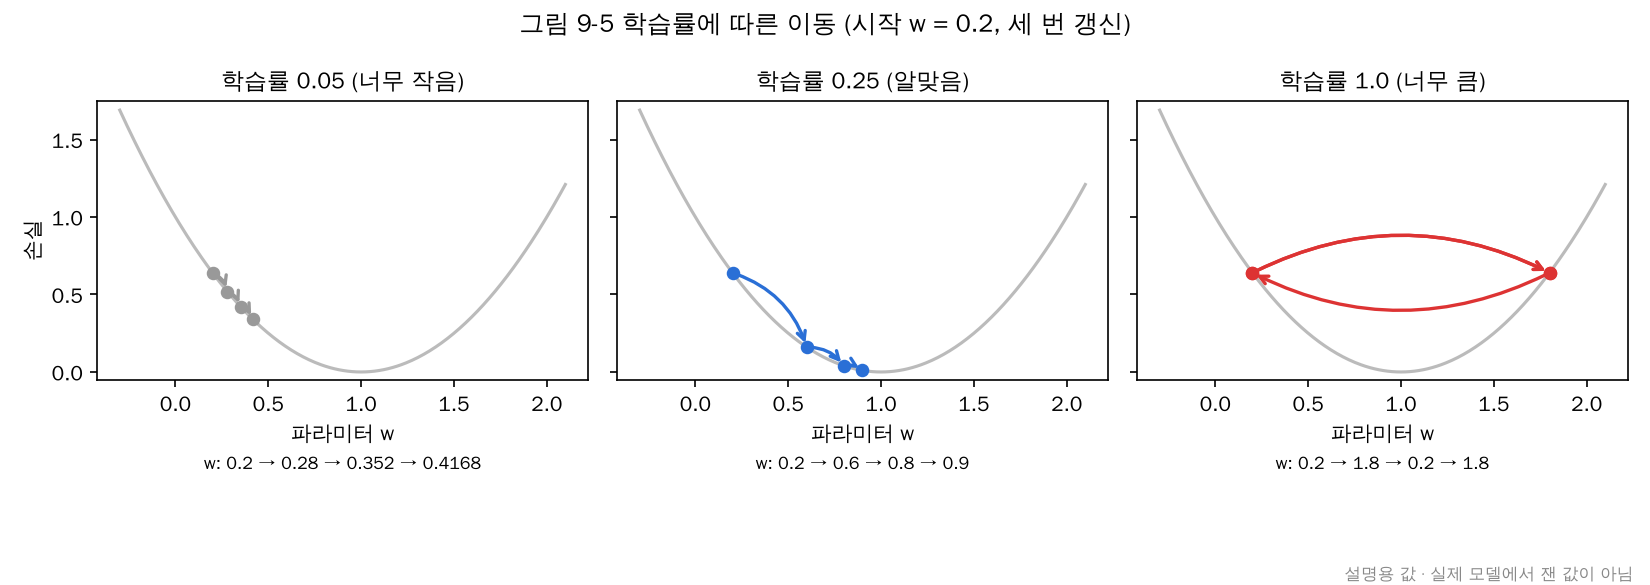 그림 9-5 학습률에 따른 이동 (시작 w = 0.2, 세 번 갱신)
학습률 0.05 (너무 작음)
손실
1.5
1.0
0.5
0.0
0.0 0.5 1.0 1.5 2.0
파라미터 w
w: 0.2 → 0.28 → 0.352 → 0.4168
학습률 0.25 (알맞음)
0.0 0.5 1.0 1.5 2.0
파라미터 w
w: 0.2 → 0.6 → 0.8 → 0.9
학습률 1.0 (너무 큼)
0.0 0.5 1.0 1.5 2.0
파라미터 w
w: 0.2 → 1.8 → 0.2 → 1.8
설명용 값 · 실제 모델에서 잰 값이 아님